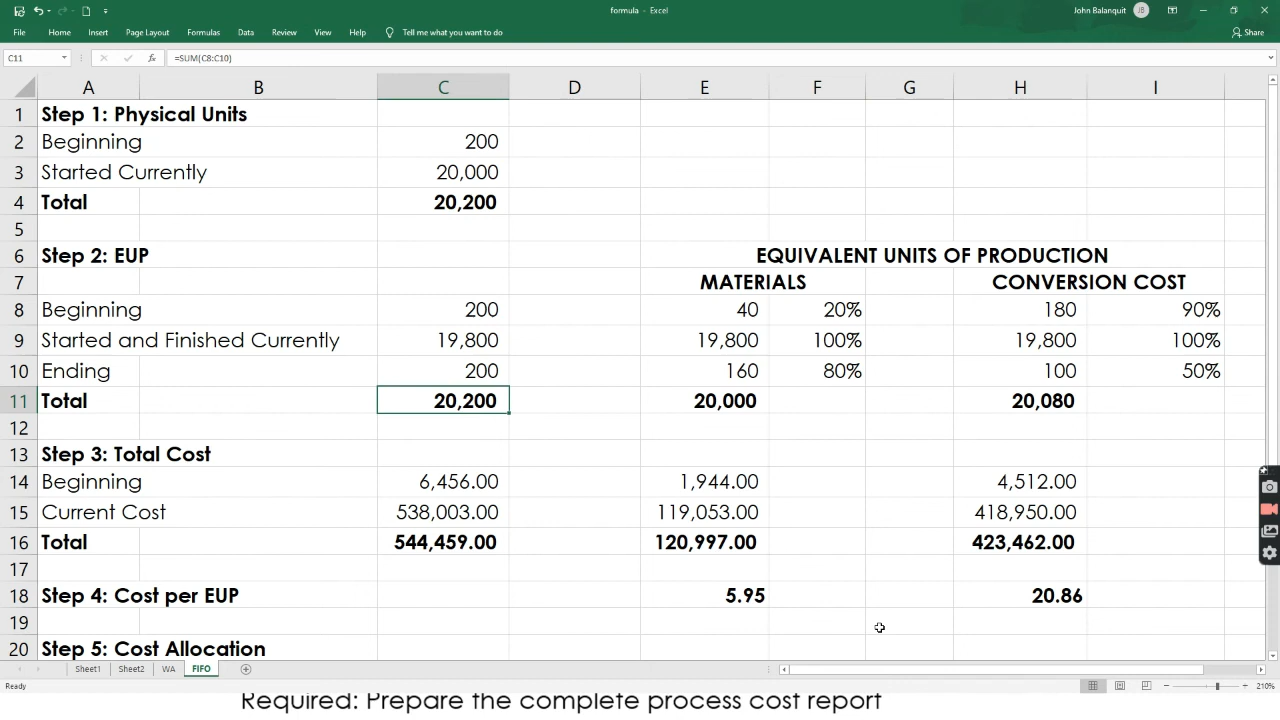 formula - Excel
John Balanquit JB
File Home Insert Page Layout Formulas Data Review View Help Tell me what you want to do Share
C11 fx =SUM(C8:C10)
A B C D E F G H I
1 Step 1: Physical Units
2 Beginning 200
3 Started Currently 20,000
4 Total 20,200
5
6 Step 2: EUP EQUIVALENT UNITS OF PRODUCTION
7 MATERIALS CONVERSION COST
8 Beginning 200 40 20% 180 90%
9 Started and Finished Currently 19,800 19,800 100% 19,800 100%
10 Ending 200 160 80% 100 50%
11 Total 20,200 20,000 20,080
12
13 Step 3: Total Cost
14 Beginning 6,456.00 1,944.00 4,512.00
15 Current Cost 538,003.00 119,053.00 418,950.00
16 Total 544,459.00 120,997.00 423,462.00
17
18 Step 4: Cost per EUP 5.95 20.86
19
20 Step 5: Cost Allocation
Sheet1 Sheet2 WA FIFO
Ready 210%
Required: Prepare the complete process cost report